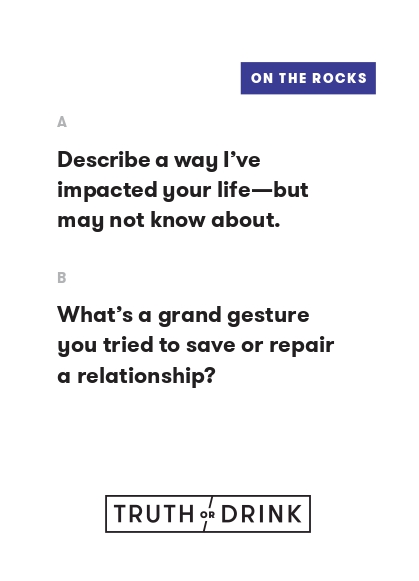 ON THE ROCKS
A
Describe a way I’ve
impacted your life—but
may not know about.
B
What’s a grand gesture
you tried to save or repair
a relationship?
TRUTH OR DRINK